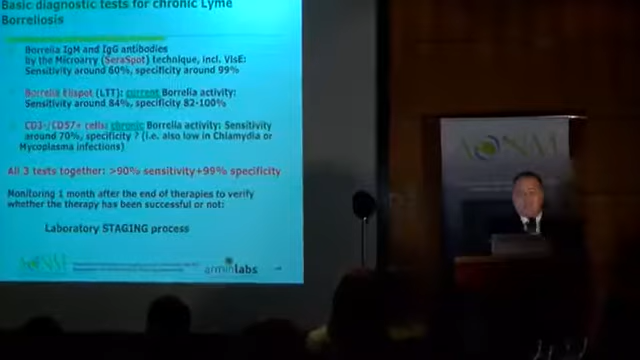 Basic diagnostic tests for chronic Lyme
Borreliosis
Borrelia IgM and IgG antibodies
by the Microarry (SeraSpot) technique, incl. VlsE:
Sensitivity around 60%, specificity around 99%
Borrelia Elispot (LTT): current Borrelia activity:
Sensitivity around 84%, specificity 82-100%
CD3-/CD57+ cells: chronic Borrelia activity: Sensitivity
around 70%, specificity ? (i.e. also low in Chlamydia or
Mycoplasma infections)
All 3 tests together: >90% sensitivity+99% specificity
Monitoring 1 month after the end of therapies to verify
whether the therapy has been successful or not:
Laboratory STAGING process
AONM
arminlabs
AONM